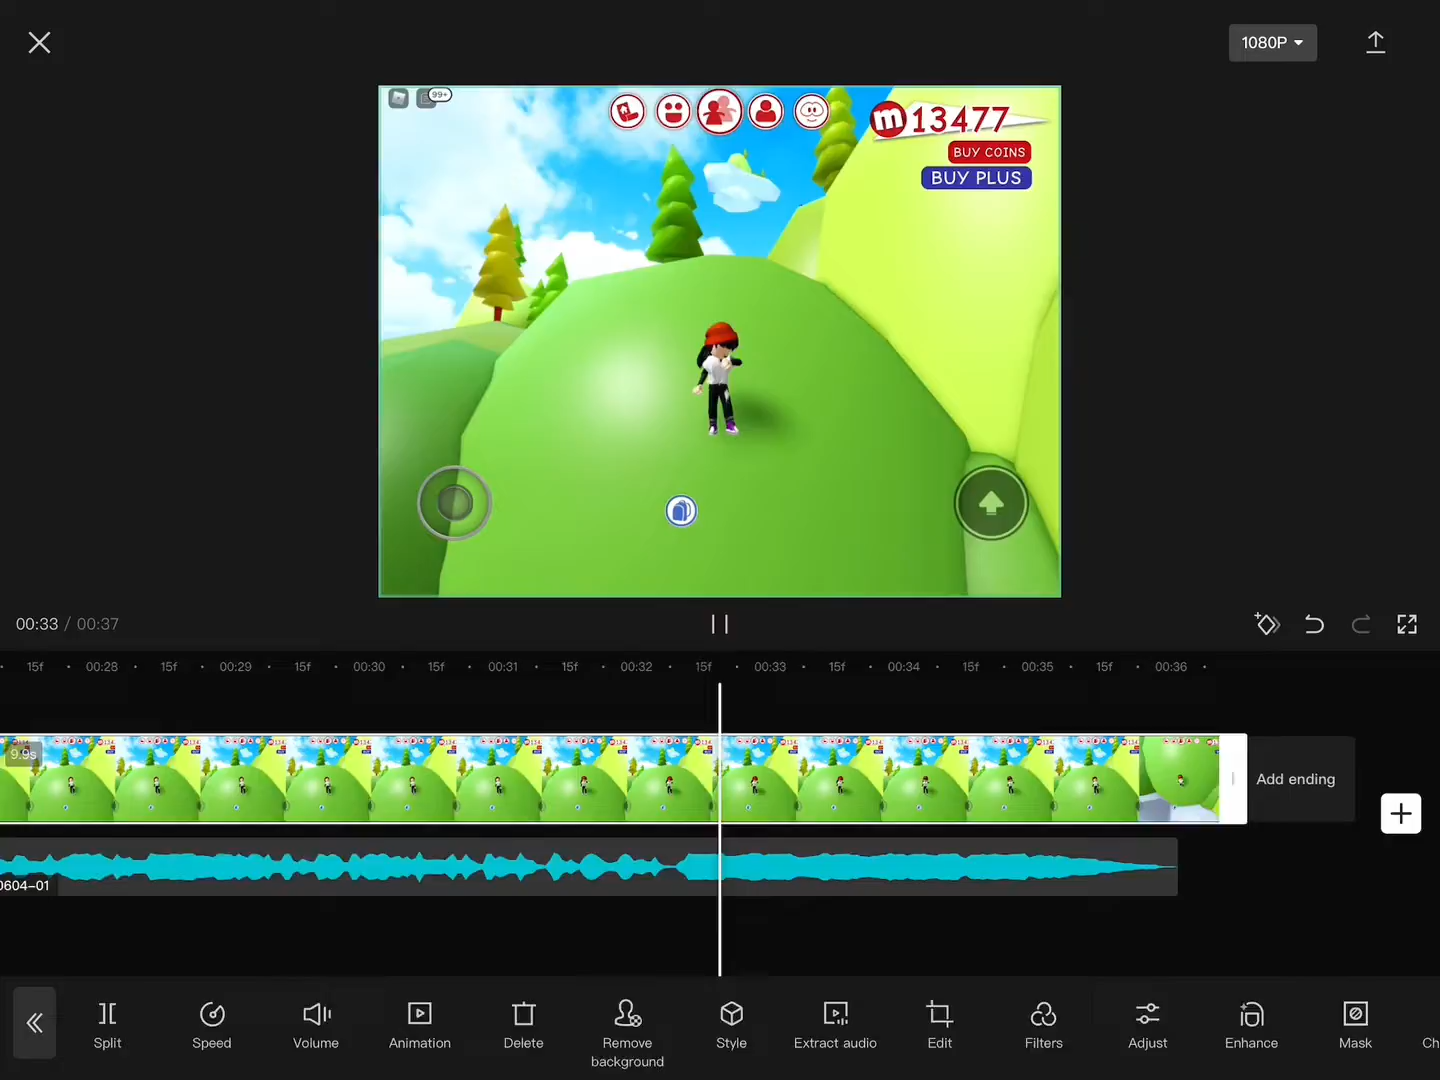 1080P
99+
m 13477
BUY COINS
BUY PLUS
00:33 / 00:37
15f 00:28 15f 00:29 15f 00:30 15f 00:31 15f 00:32 15f 00:33 15f 00:34 15f 00:35 15f 00:36
9.9s
Add ending
0604-01
Split
Speed
Volume
Animation
Delete
Remove
background
Style
Extract audio
Edit
Filters
Adjust
Enhance
Mask
Ch